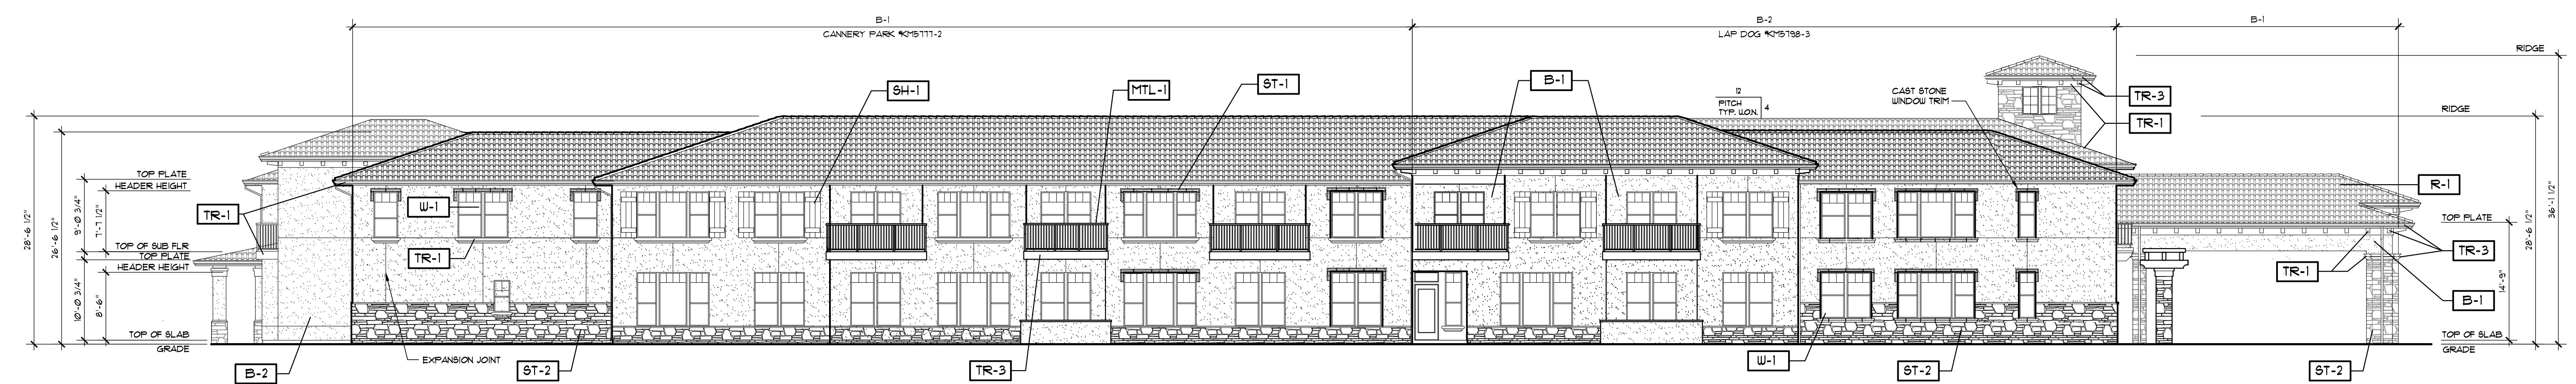 B-1
CANNERY PARK #KM5777-2
B-2
LAP DOG #KM5798-3
B-1
RIDGE
RIDGE
SH-1
MTL-1
ST-1
B-1
12
PITCH
TYP. U.O.N.
4
CAST STONE
WINDOW TRIM
TR-3
TR-1
TOP PLATE
HEADER HEIGHT
TR-1
W-1
TR-1
R-1
TOP PLATE
TR-3
TR-1
B-1
28'-6 1/2"
26'-6 1/2"
9'-0 3/4"
7'-7 1/2"
TOP OF SUB FLR
TOP PLATE
HEADER HEIGHT
10'-0 3/4"
8'-6"
TOP OF SLAB
GRADE
14'-9"
28'-6 1/2"
36'-1 1/2"
TOP OF SLAB
GRADE
EXPANSION JOINT
B-2
ST-2
TR-3
W-1
ST-2
ST-2